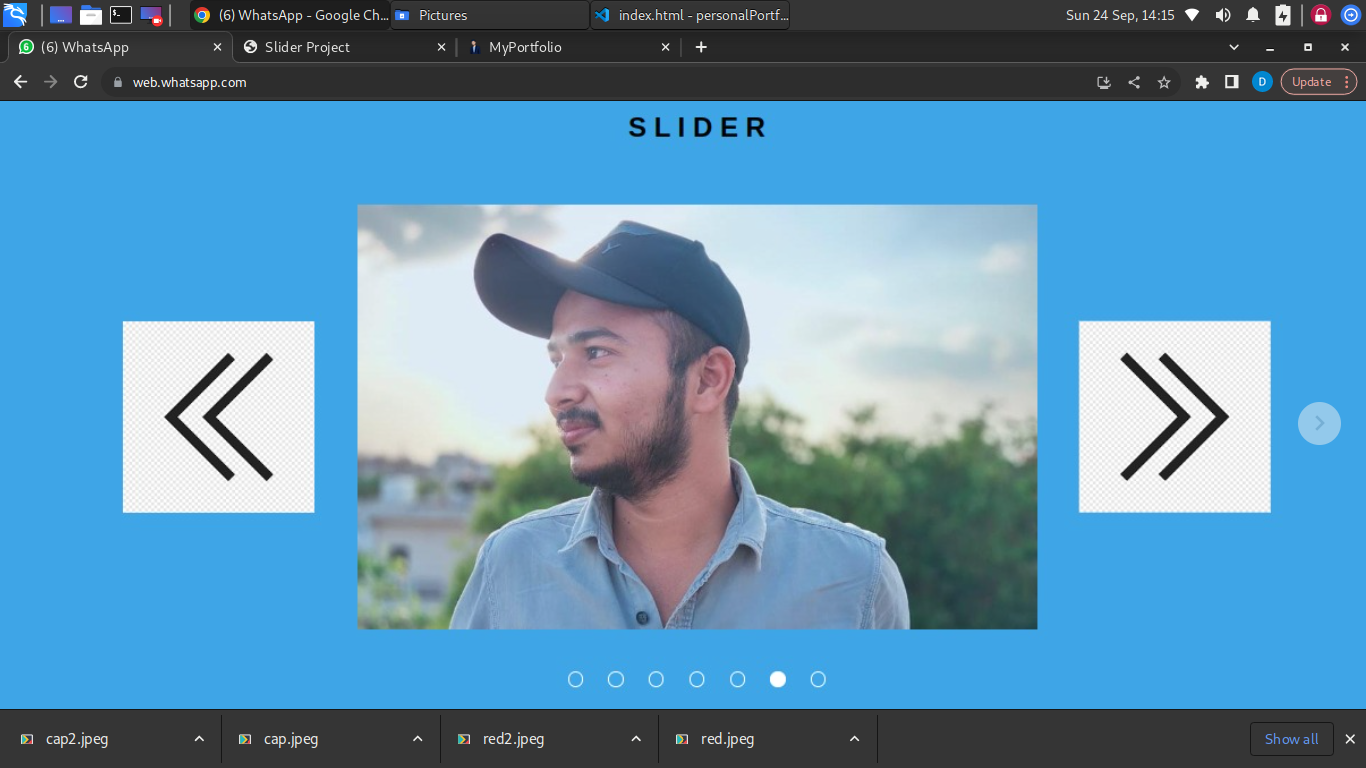 (6) WhatsApp - Google Ch...
Pictures
index.html - personalPortf...
Sun 24 Sep, 14:15
(6) WhatsApp
Slider Project
MyPortfolio
web.whatsapp.com
D
Update
SLIDER
cap2.jpeg
cap.jpeg
red2.jpeg
red.jpeg
Show all